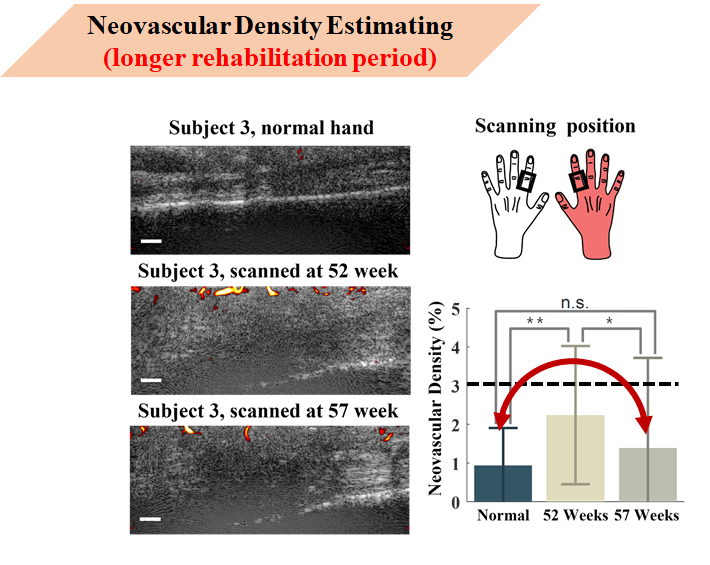 Neovascular Density Estimating
(longer rehabilitation period)
Subject 3, normal hand
Scanning position
Subject 3, scanned at 52 week
Subject 3, scanned at 57 week
Neovascular Density (%)
5
4
3
2
1
0
n.s.
**
*
Normal
52 Weeks
57 Weeks